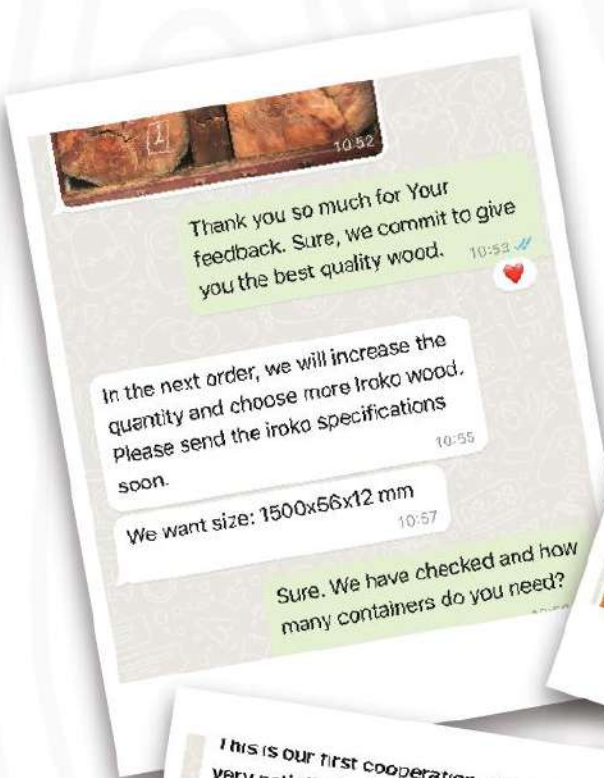 10:52
Thank you so much for Your
feedback. Sure, we commit to give
you the best quality wood. 10:53
In the next order, we will increase the
quantity and choose more Iroko wood.
Please send the iroko specifications
soon. 10:55
We want size: 1500x56x12 mm
10:57
Sure. We have checked and how
many containers do you need?
This is our first cooperation
very